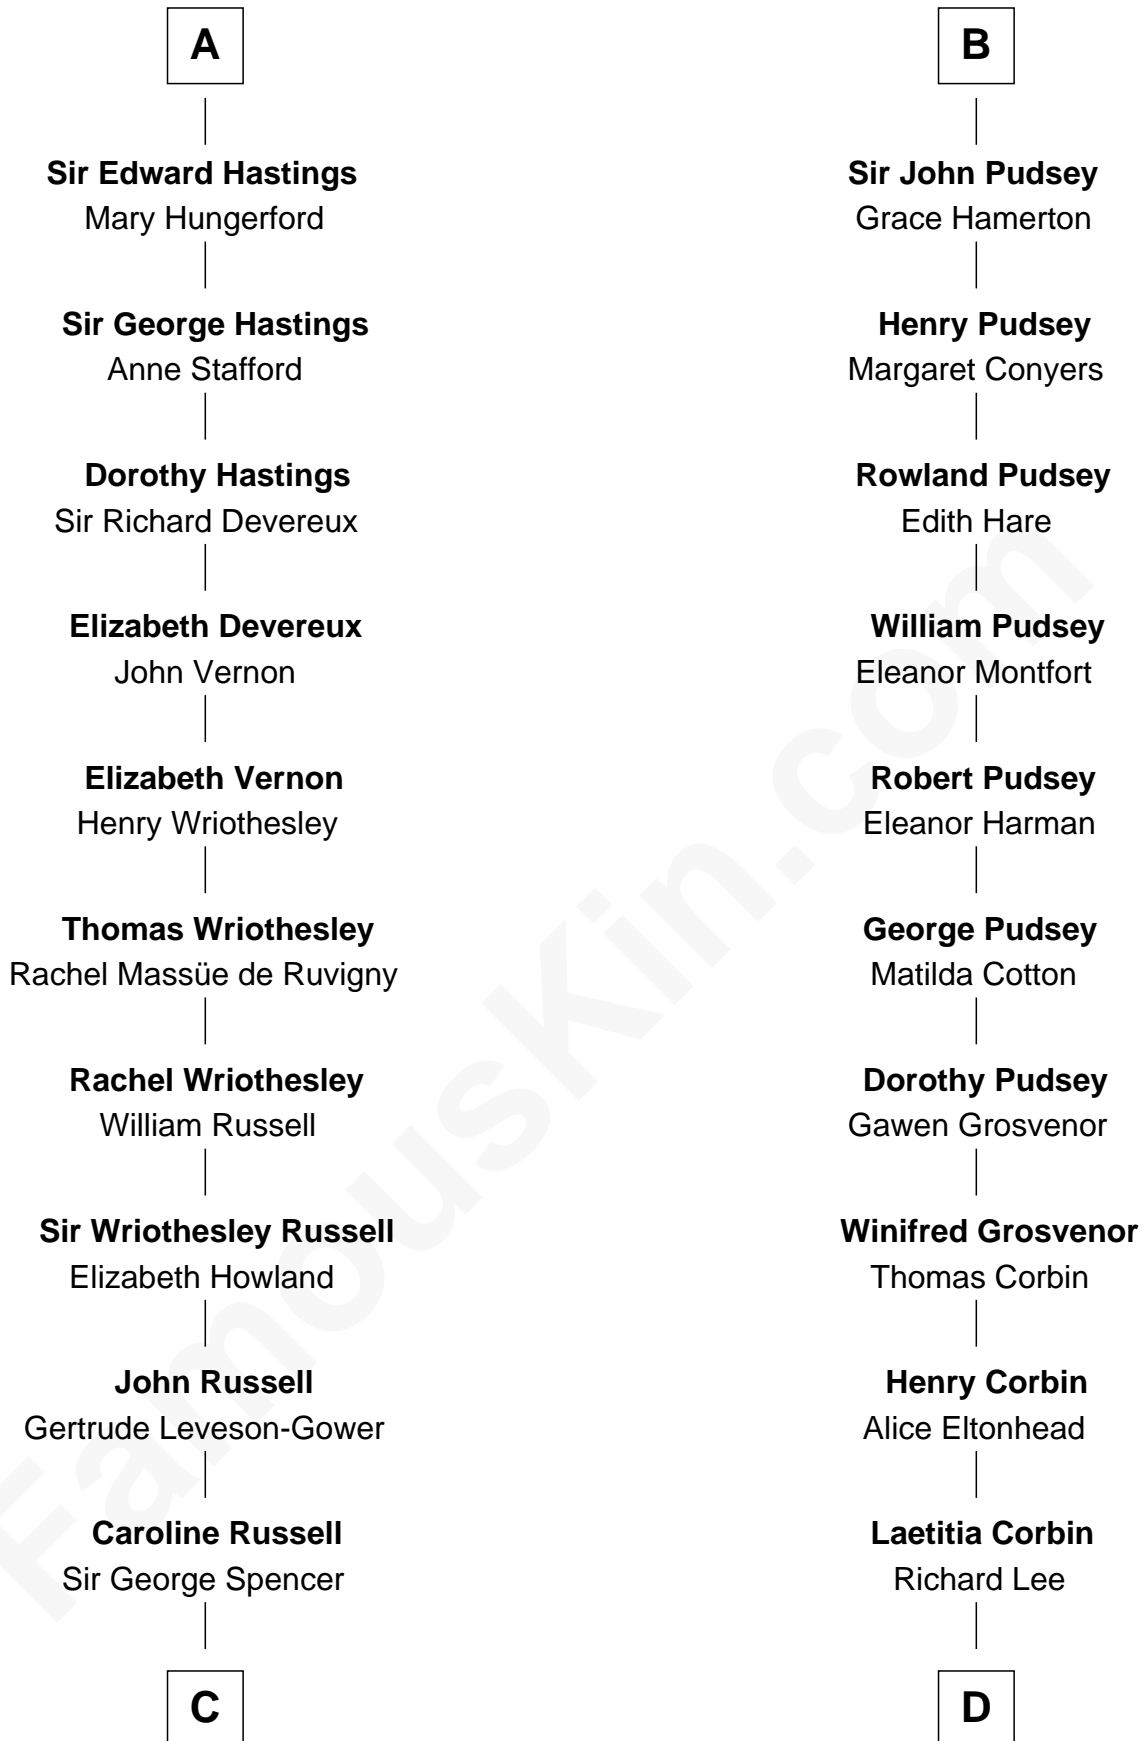 A
Sir Edward Hastings
Mary Hungerford
Sir George Hastings
Anne Stafford
Dorothy Hastings
Sir Richard Devereux
Elizabeth Devereux
John Vernon
Elizabeth Vernon
Henry Wriothesley
Thomas Wriothesley
Rachel Massüe de Ruvigny
Rachel Wriothesley
William Russell
Sir Wriothesley Russell
Elizabeth Howland
John Russell
Gertrude Leveson-Gower
Caroline Russell
Sir George Spencer
C
B
Sir John Pudsey
Grace Hamerton
Henry Pudsey
Margaret Conyers
Rowland Pudsey
Edith Hare
William Pudsey
Eleanor Montfort
Robert Pudsey
Eleanor Harman
George Pudsey
Matilda Cotton
Dorothy Pudsey
Gawen Grosvenor
Winifred Grosvenor
Thomas Corbin
Henry Corbin
Alice Eltonhead
Laetitia Corbin
Richard Lee
D
FamousKin.com